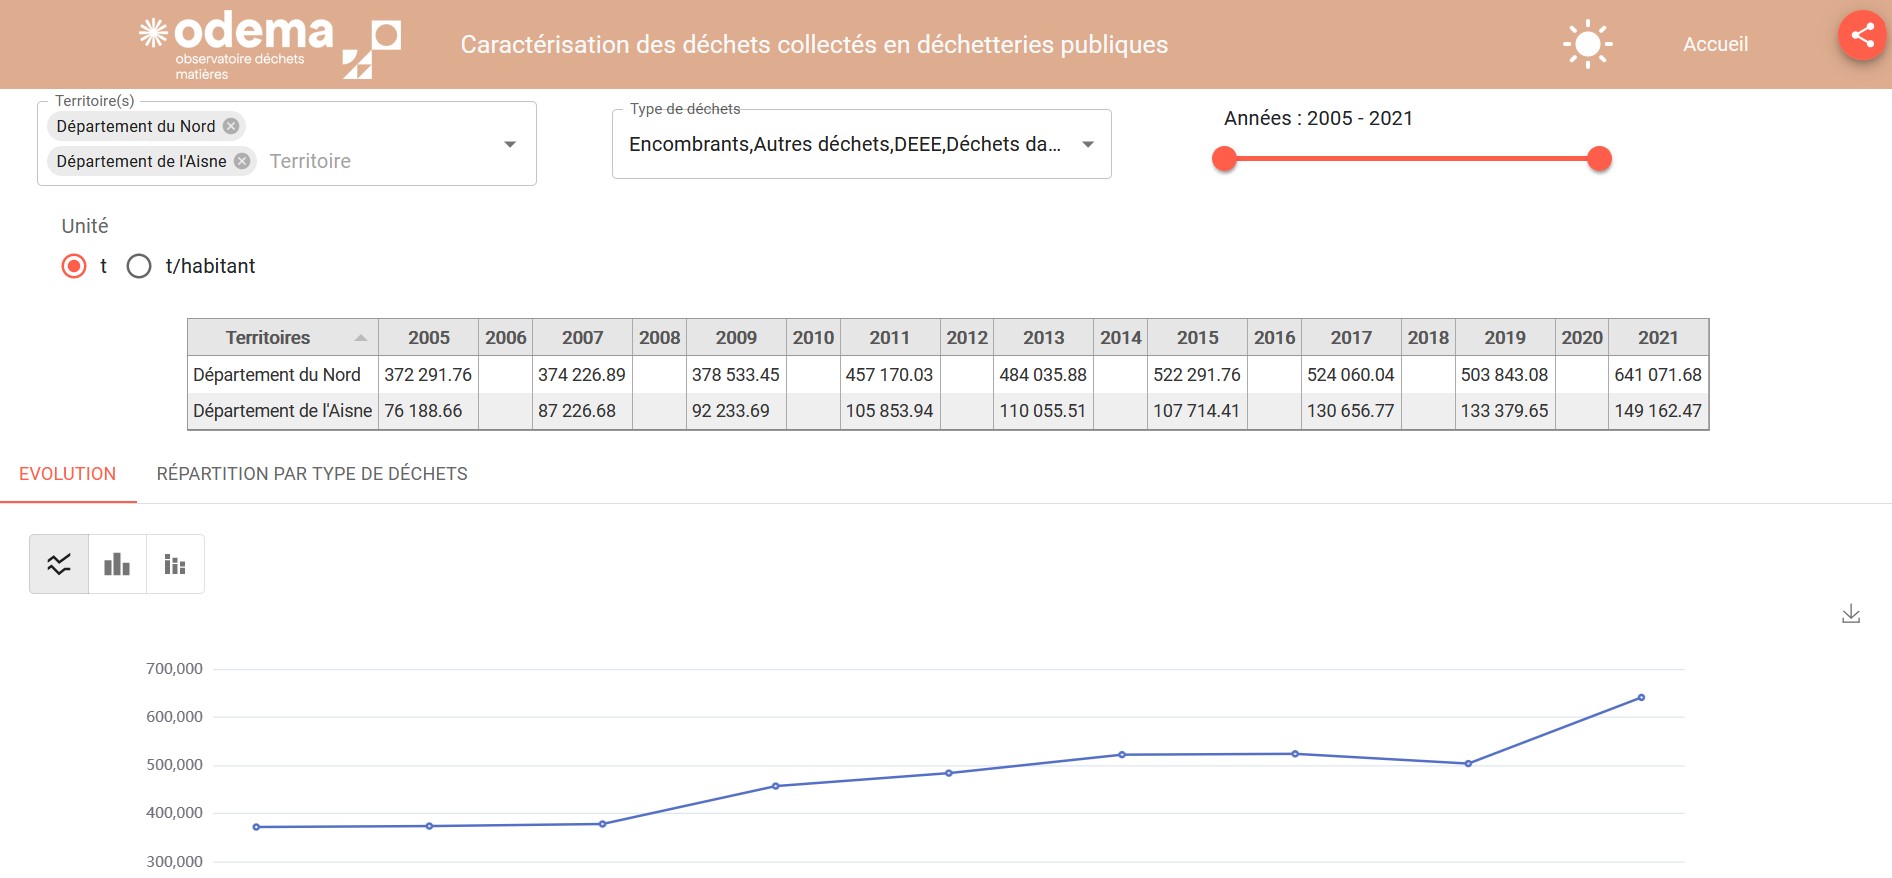 odema
observatoire déchets
matières
Caractérisation des déchets collectés en déchetteries publiques
Accueil
Territoire(s)
Département du Nord
Département de l'Aisne Territoire
Type de déchets
Encombrants,Autres déchets,DEEE,Déchets da...
Années : 2005 - 2021
Unité
t t/habitant
Territoires 2005 2006 2007 2008 2009 2010 2011 2012 2013 2014 2015 2016 2017 2018 2019 2020 2021
Département du Nord 372 291.76 374 226.89 378 533.45 457 170.03 484 035.88 522 291.76 524 060.04 503 843.08 641 071.68
Département de l'Aisne 76 188.66 87 226.68 92 233.69 105 853.94 110 055.51 107 714.41 130 656.77 133 379.65 149 162.47
EVOLUTION RÉPARTITION PAR TYPE DE DÉCHETS
700,000
600,000
500,000
400,000
300,000